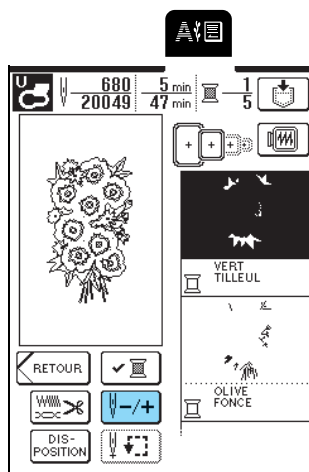 A
U
680 5 min 1
20049 47 min 5
VERT
TILLEUL
OLIVE
FONCE
RETOUR
-/+
DIS-
POSITION